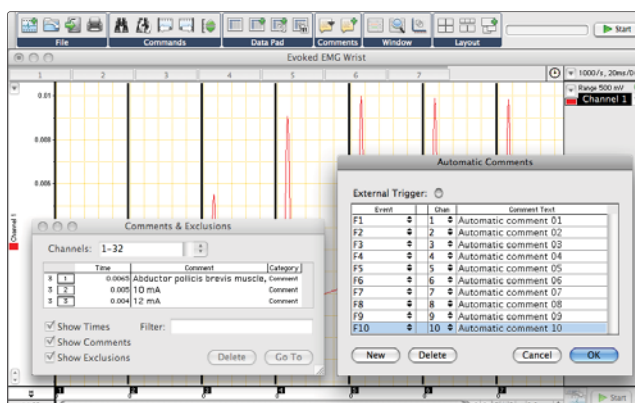 Start
File Commands Data Pad Comments Window Layout
Evoked EMG Wrist
1 2 3 4 5 6 7
1000/s, 20ms/D
Range 500 mV
Channel 1
0.01
0.008
0.006
Channel 1
Comments & Exclusions
Channels: 1-32
Time Comment Category
1 0.0065 Abductor pollicis brevis muscle, Comment
2 0.005 10 mA Comment
3 0.004 12 mA Comment
Show Times Filter:
Show Comments
Show Exclusions Delete Go To
Automatic Comments
External Trigger:
Event Chan Comment Text
F1 1 Automatic comment 01
F2 2 Automatic comment 02
F3 3 Automatic comment 03
F4 4 Automatic comment 04
F5 5 Automatic comment 05
F6 6 Automatic comment 06
F7 7 Automatic comment 07
F8 8 Automatic comment 08
F9 9 Automatic comment 09
F10 10 Automatic comment 10
New Delete Cancel OK
1 2 3 4 5 6 7
Start